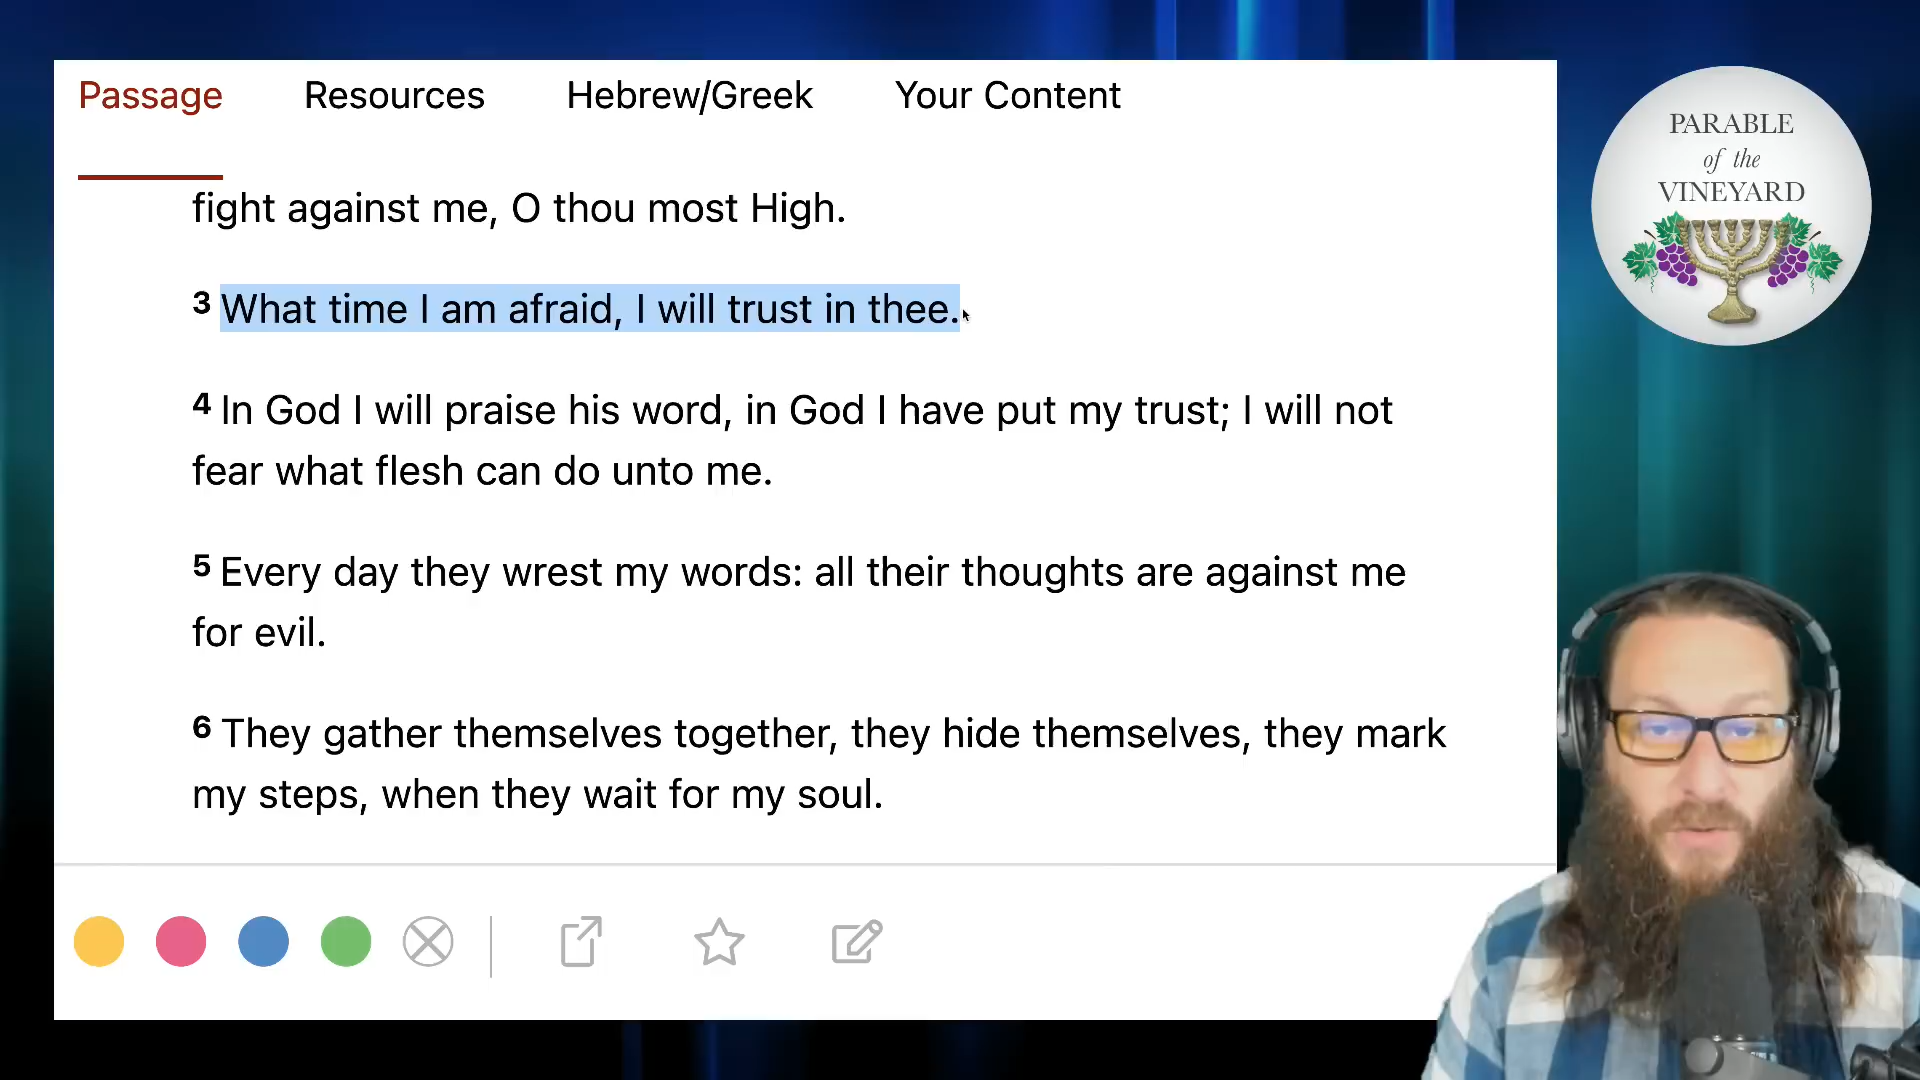 Passage Resources Hebrew/Greek Your Content
fight against me, O thou most High.
3 What time I am afraid, I will trust in thee.
4 In God I will praise his word, in God I have put my trust; I will not
fear what flesh can do unto me.
5 Every day they wrest my words: all their thoughts are against me
for evil.
6 They gather themselves together, they hide themselves, they mark
my steps, when they wait for my soul.
PARABLE
of the
VINEYARD